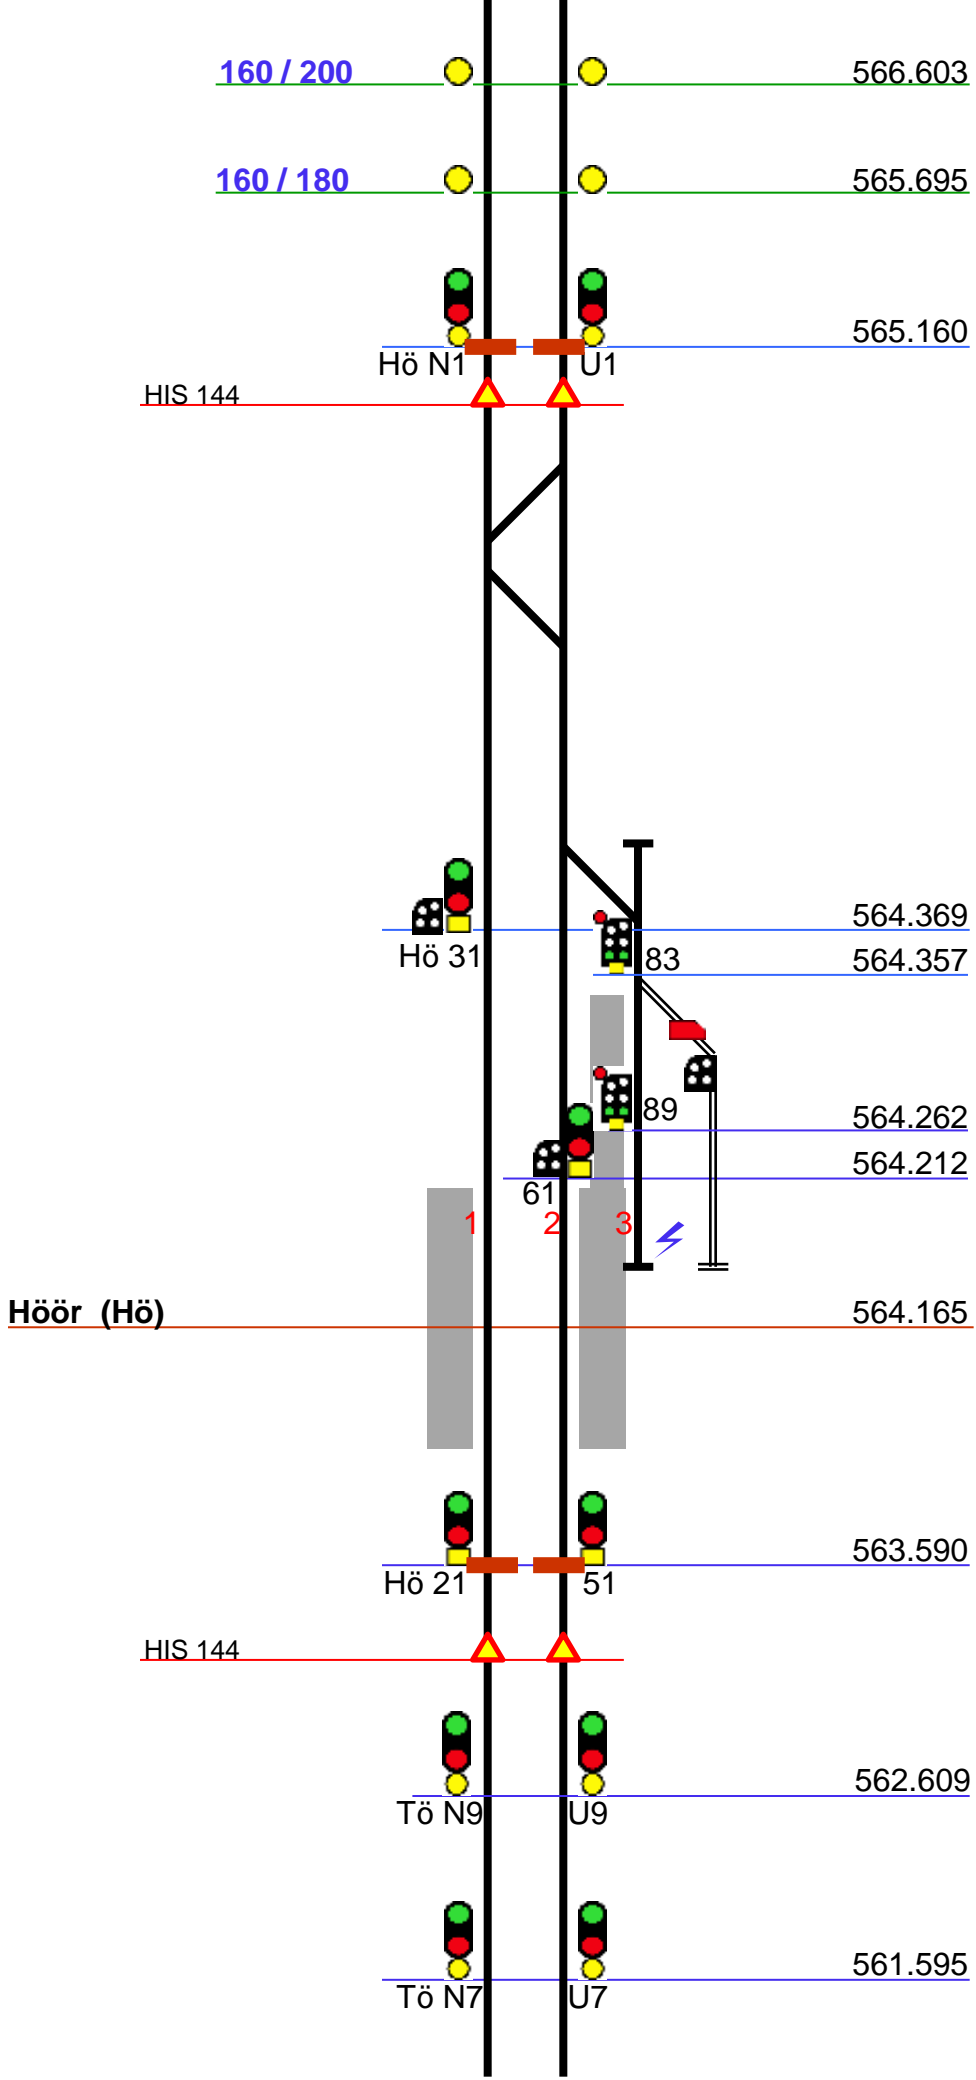 160 / 200 566.603
160 / 180 565.695
565.160
Hö N1 U1
HIS 144
564.369
Hö 31 83 564.357
89 564.262
564.212
61
1 2 3
Höör (Hö) 564.165
563.590
Hö 21 51
HIS 144
562.609
Tö N9 U9
561.595
Tö N7 U7